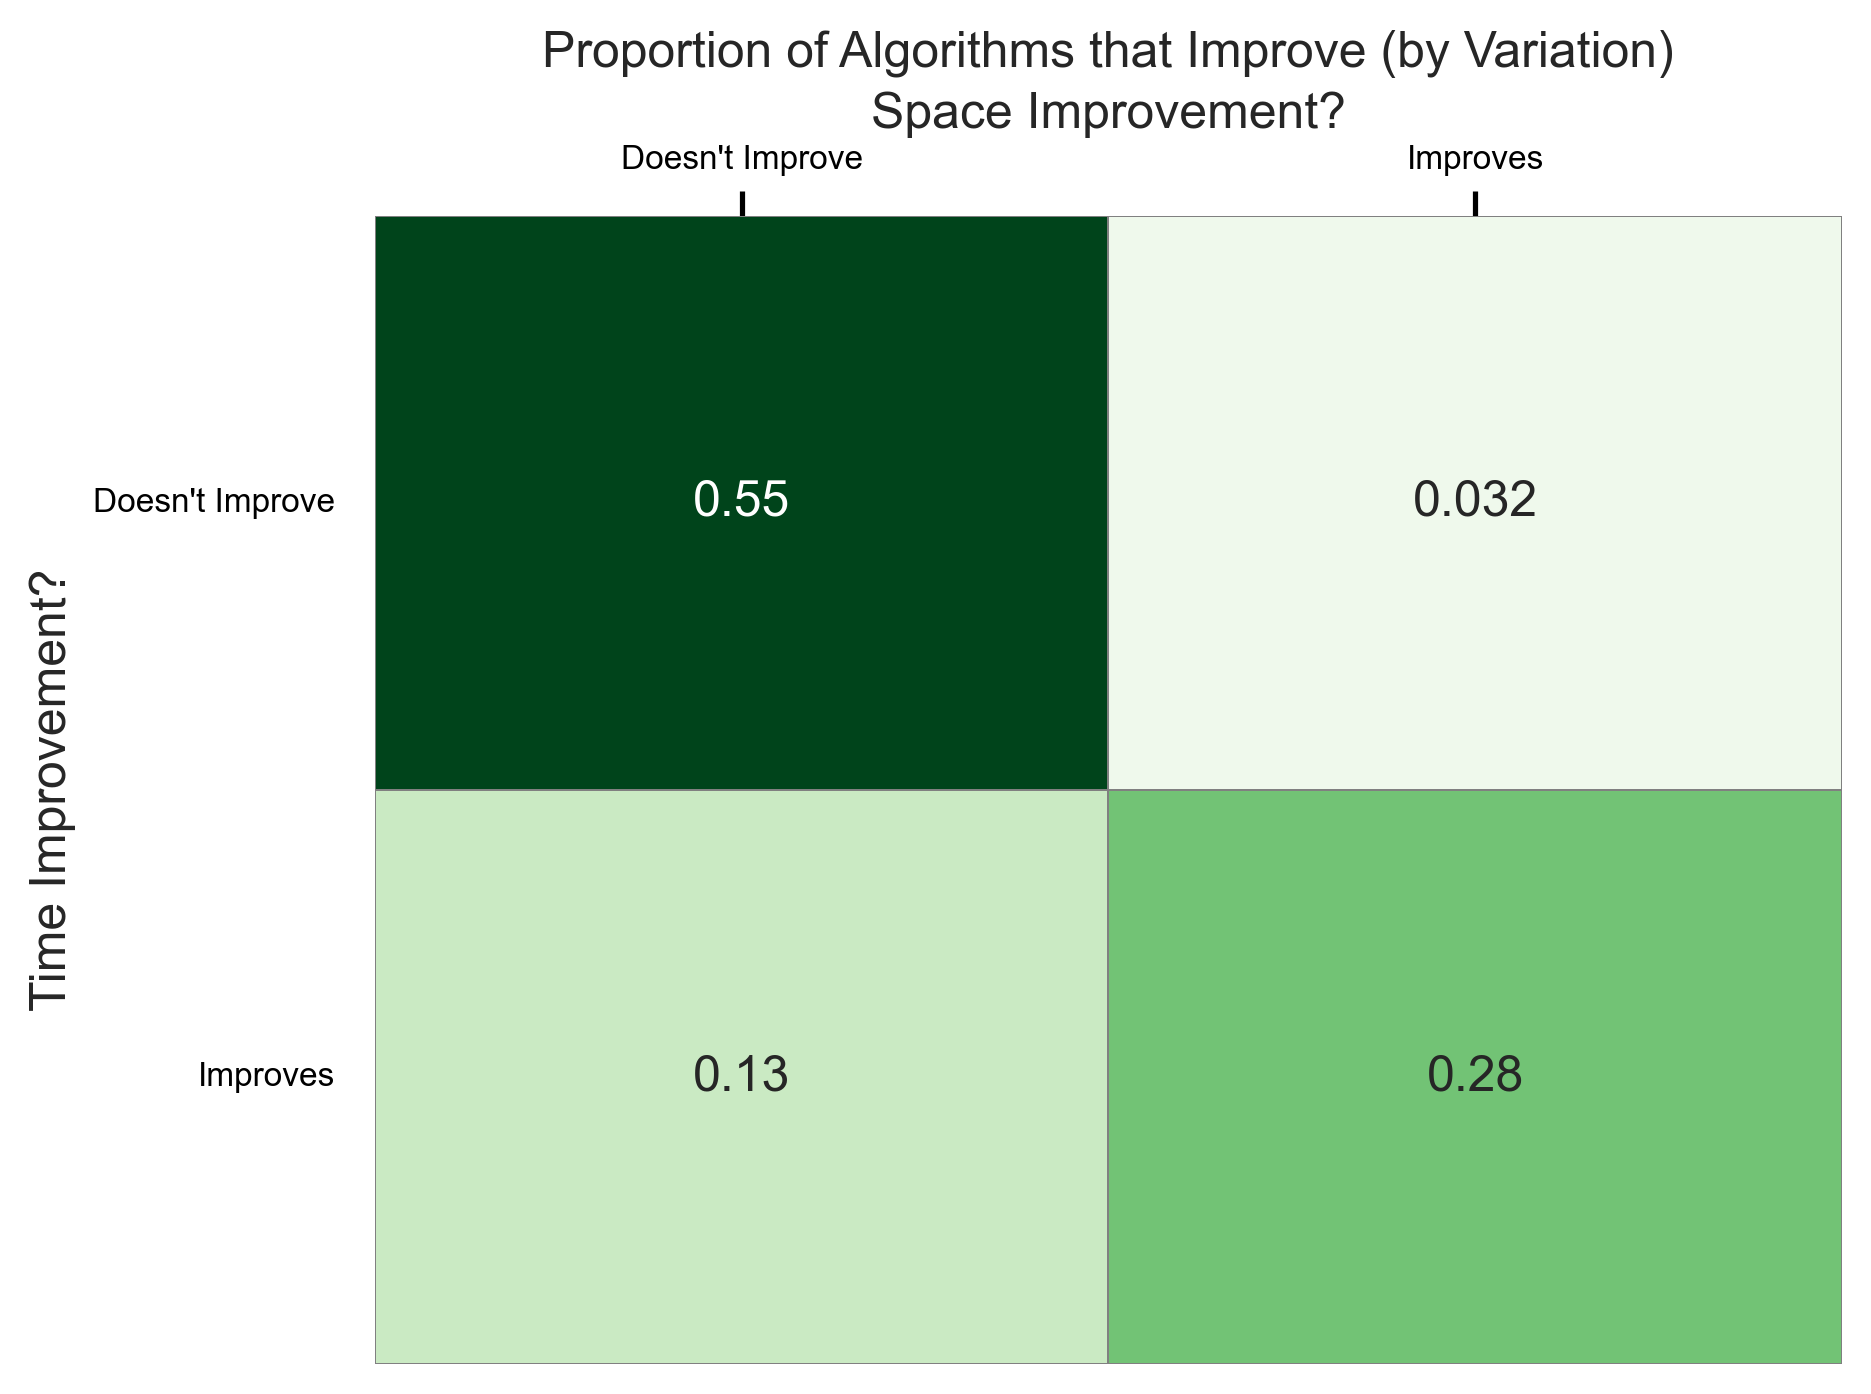 Proportion of Algorithms that Improve (by Variation)
Space Improvement?
Doesn't Improve
Improves
Time Improvement?
Doesn't Improve
0.55
0.032
Improves
0.13
0.28